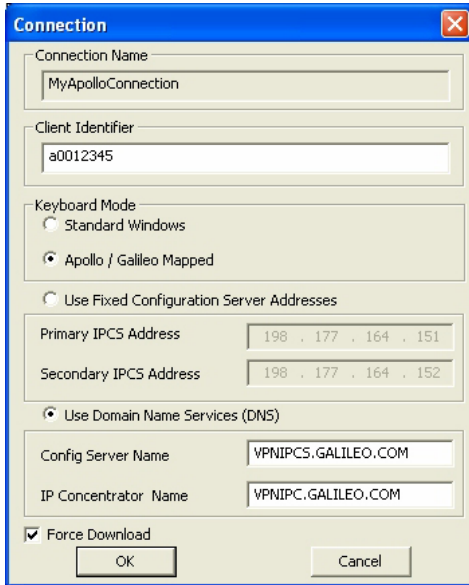 Connection
Connection Name
MyApolloConnection
Client Identifier
a0012345
Keyboard Mode
Standard Windows
Apollo / Galileo Mapped
Use Fixed Configuration Server Addresses
Primary IPCS Address 198 . 177 . 164 . 151
Secondary IPCS Address 198 . 177 . 164 . 152
Use Domain Name Services (DNS)
Config Server Name VPNIPCS.GALILEO.COM
IP Concentrator Name VPNIPC.GALILEO.COM
Force Download
OK Cancel